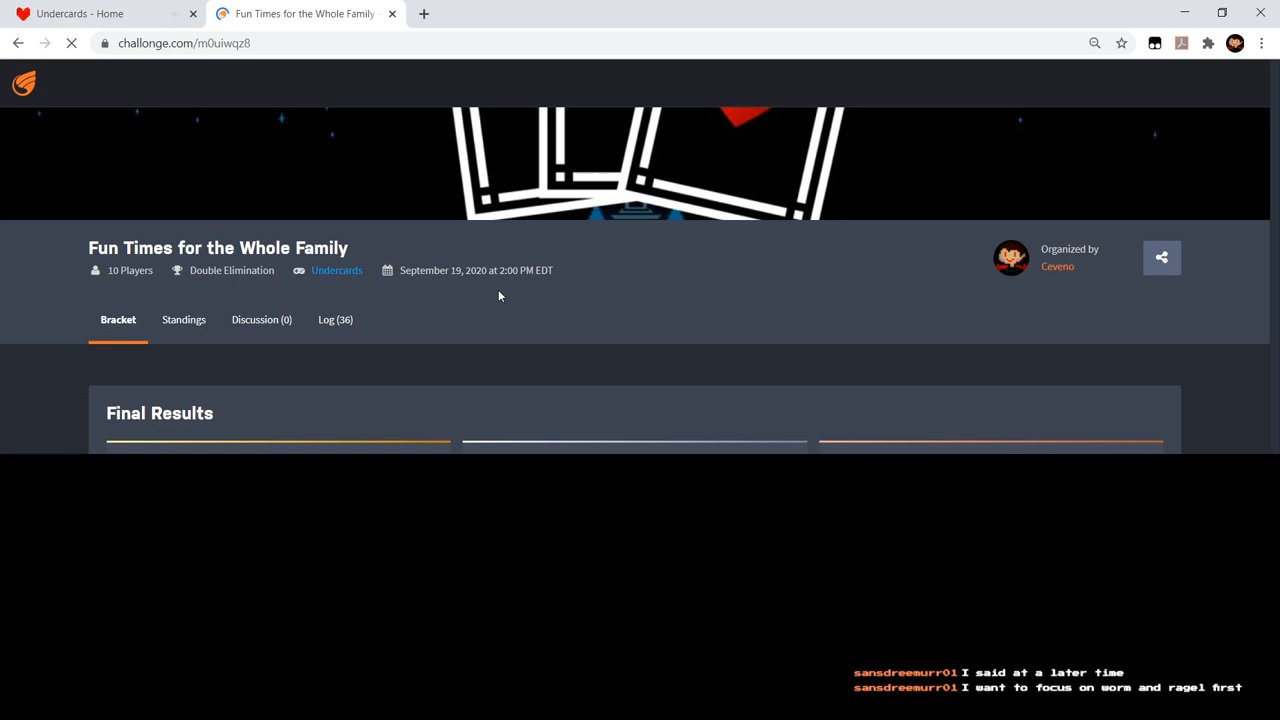 Undercards - Home
Fun Times for the Whole Family
challonge.com/m0uiwqz8
Fun Times for the Whole Family
10 Players Double Elimination Undercards September 19, 2020 at 2:00 PM EDT
Organized by
Ceveno
Bracket Standings Discussion (0) Log (36)
Final Results
sansdreemurr01 I said at a later time
sansdreemurr01 I want to focus on worm and ragel first